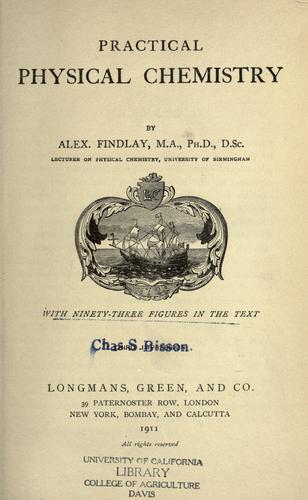 PRACTICAL
PHYSICAL CHEMISTRY
BY
ALEX. FINDLAY, M.A., PH.D., D.SC.
LECTURER ON PHYSICAL CHEMISTRY, UNIVERSITY OF BIRMINGHAM
WITH NINETY-THREE FIGURES IN THE TEXT
Chas S. Bisson.
LONGMANS, GREEN, AND CO.
39 PATERNOSTER ROW, LONDON
NEW YORK, BOMBAY, AND CALCUTTA
1911
All rights reserved
UNIVERSITY OF CALIFORNIA
LIBRARY
COLLEGE OF AGRICULTURE
DAVIS